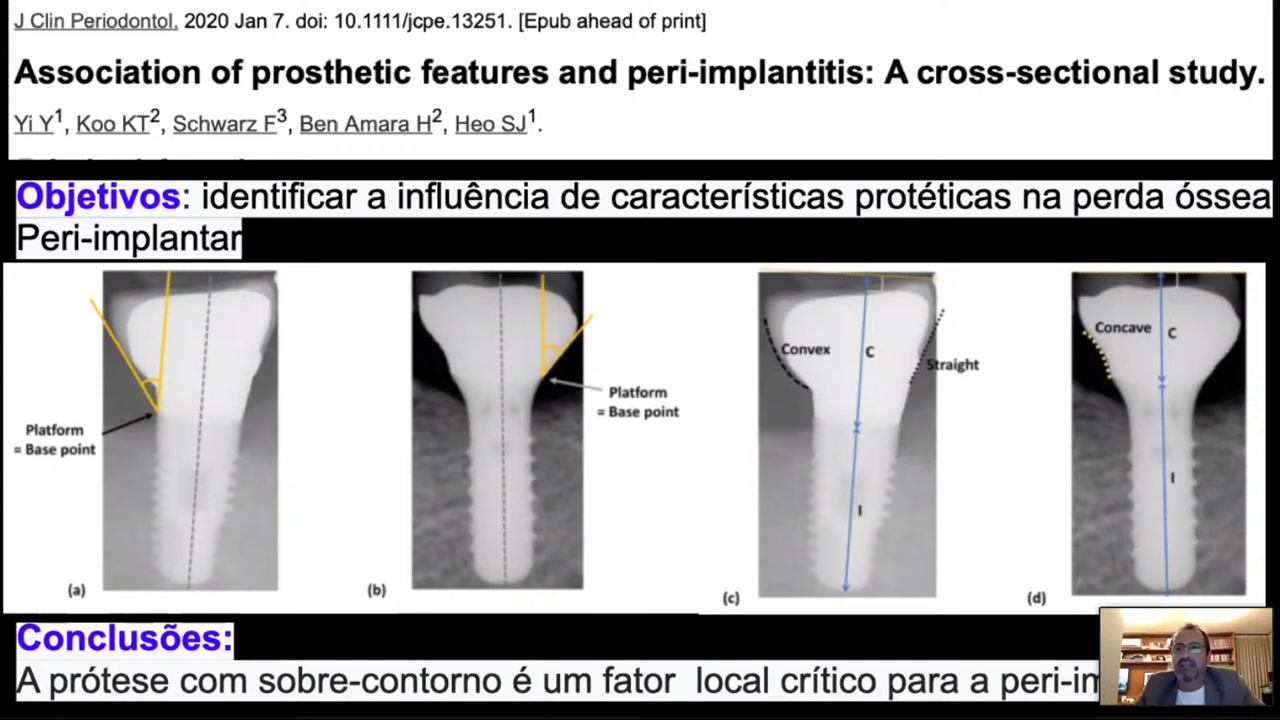 J Clin Periodontol. 2020 Jan 7. doi: 10.1111/jcpe.13251. [Epub ahead of print]
Association of prosthetic features and peri-implantitis: A cross-sectional study.
Yi Y1, Koo KT2, Schwarz F3, Ben Amara H2, Heo SJ1.
Objetivos: identificar a influência de características protéticas na perda óssea
Peri-implantar
Platform
= Base point
(a)
Platform
= Base point
(b)
Convex
C
Straight
I
(c)
Concave
C
I
(d)
Conclusões:
A prótese com sobre-contorno é um fator local crítico para a